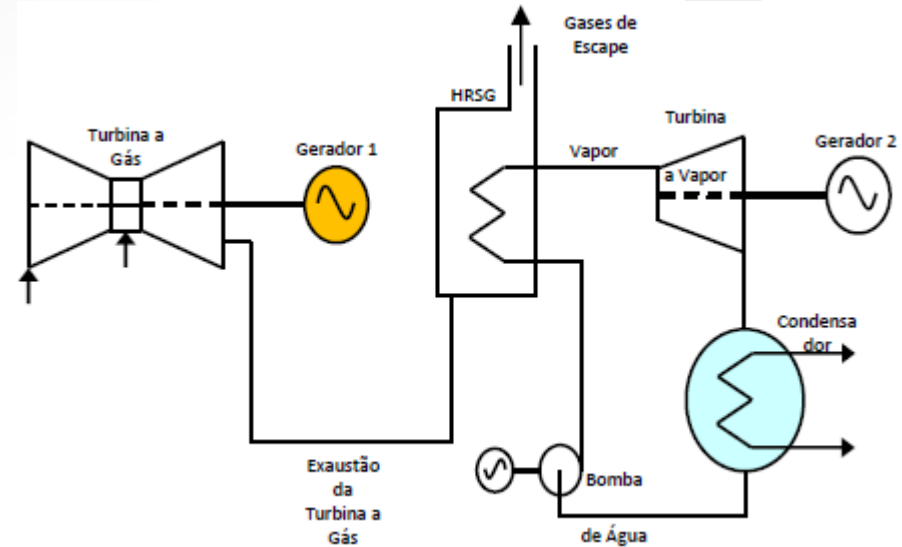 Gases de
Escape
HRSG
Turbina a
Gás
Gerador 1
Vapor
Turbina
a Vapor
Gerador 2
Condensa
dor
Exaustão
da
Turbina a
Gás
Bomba
de Água